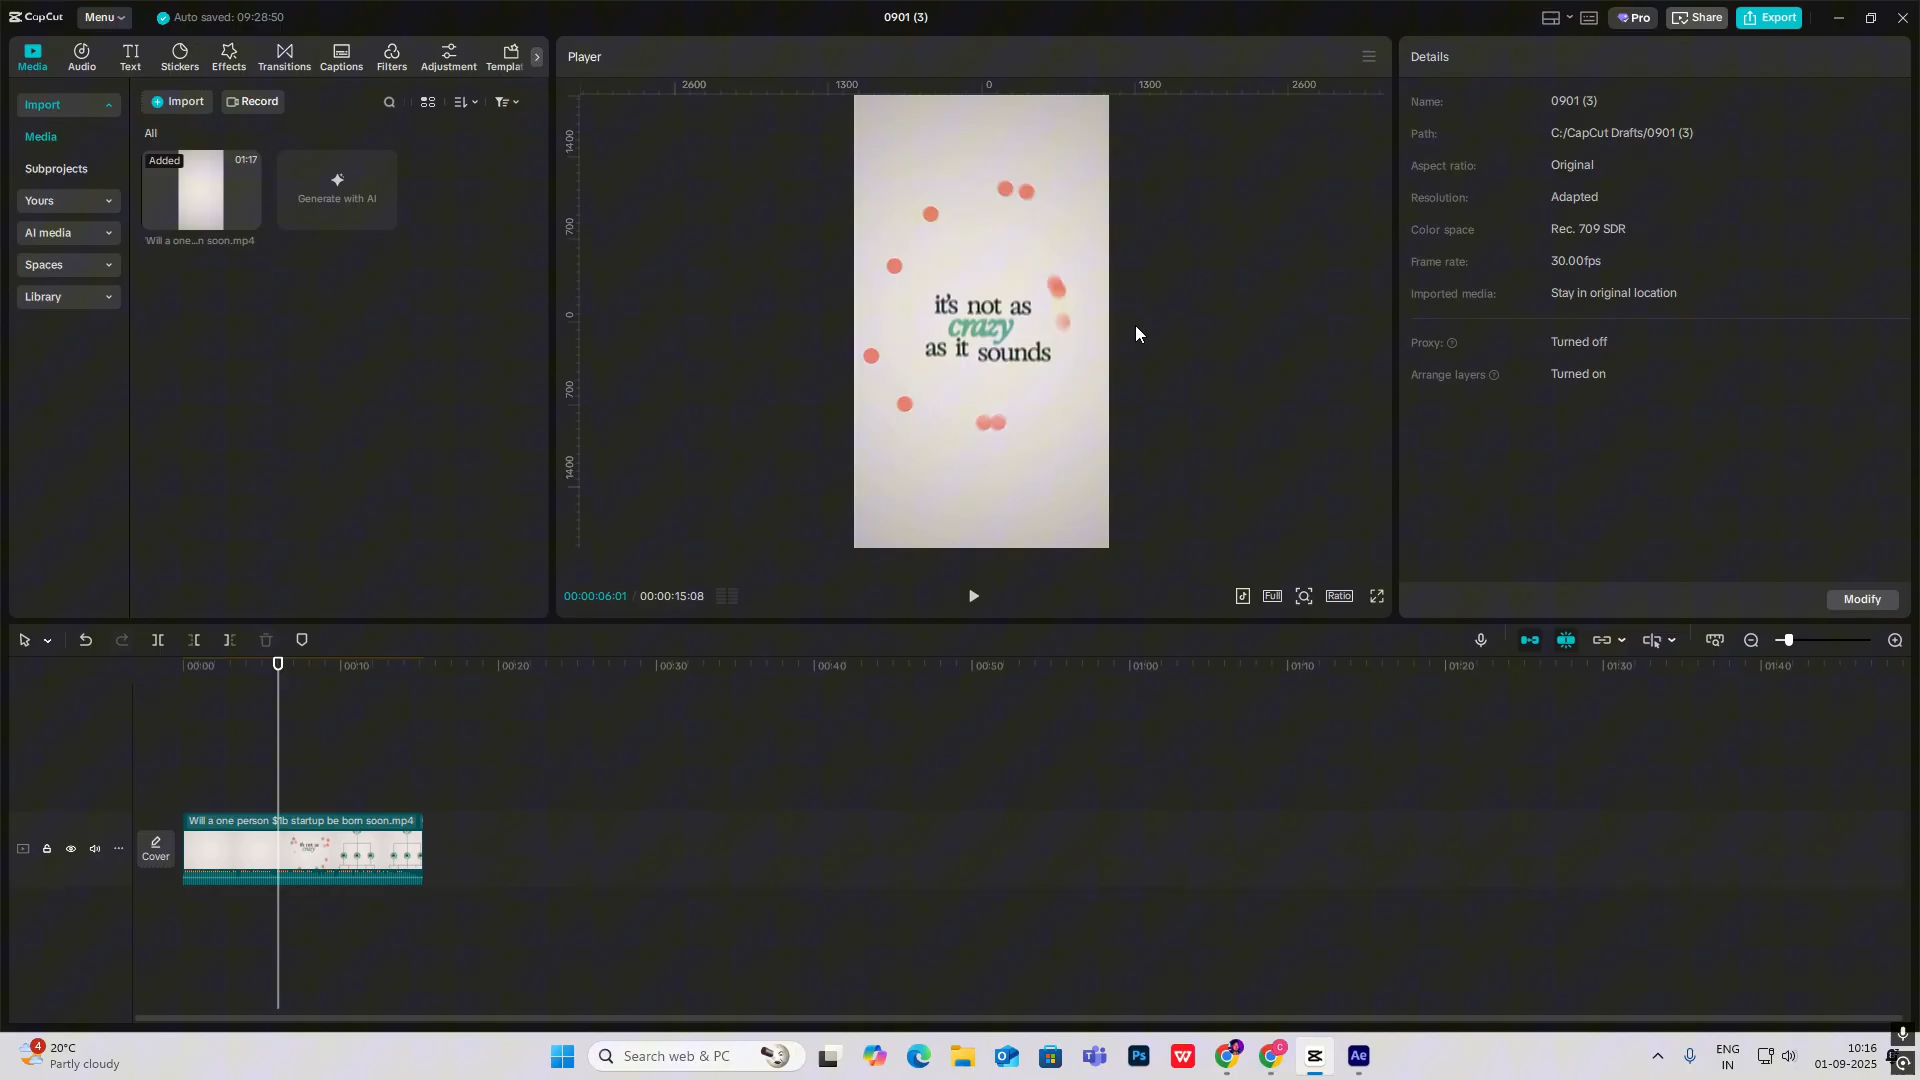 CapCut
Menu
Auto saved: 09:28:50
0901 (3)
Pro
Share
Export
Media
Audio
Text
Stickers
Effects
Transitions
Captions
Filters
Adjustment
Templat
Import
Media
Subprojects
Yours
AI media
Spaces
Library
Import
Record
All
Added
01:17
Will a one...n soon.mp4
Generate with AI
Player
2600
1300
0
1300
2600
1400
700
0
700
1400
it's not as
crazy
as it sounds
00:00:06:01 / 00:00:15:08
Full
Ratio
Details
Name: 0901 (3)
Path: C:/CapCut Drafts/0901 (3)
Aspect ratio: Original
Resolution: Adapted
Color space Rec. 709 SDR
Frame rate: 30.00fps
Imported media: Stay in original location
Proxy: Turned off
Arrange layers Turned on
Modify
00:00
00:10
00:20
00:30
00:40
00:50
01:00
01:10
01:20
01:30
01:40
Will a one person $1b startup be born soon.mp4
Cover
4
20°C
Partly cloudy
Search web & PC
Ps
W
C
Ae
ENG
IN
10:16
01-09-2025